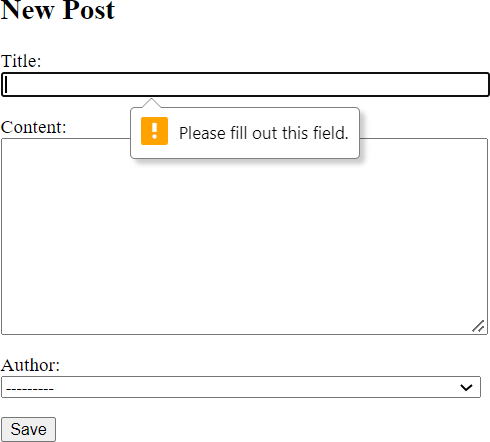 New Post
Title:
Please fill out this field.
Content:
Author:
---------
Save